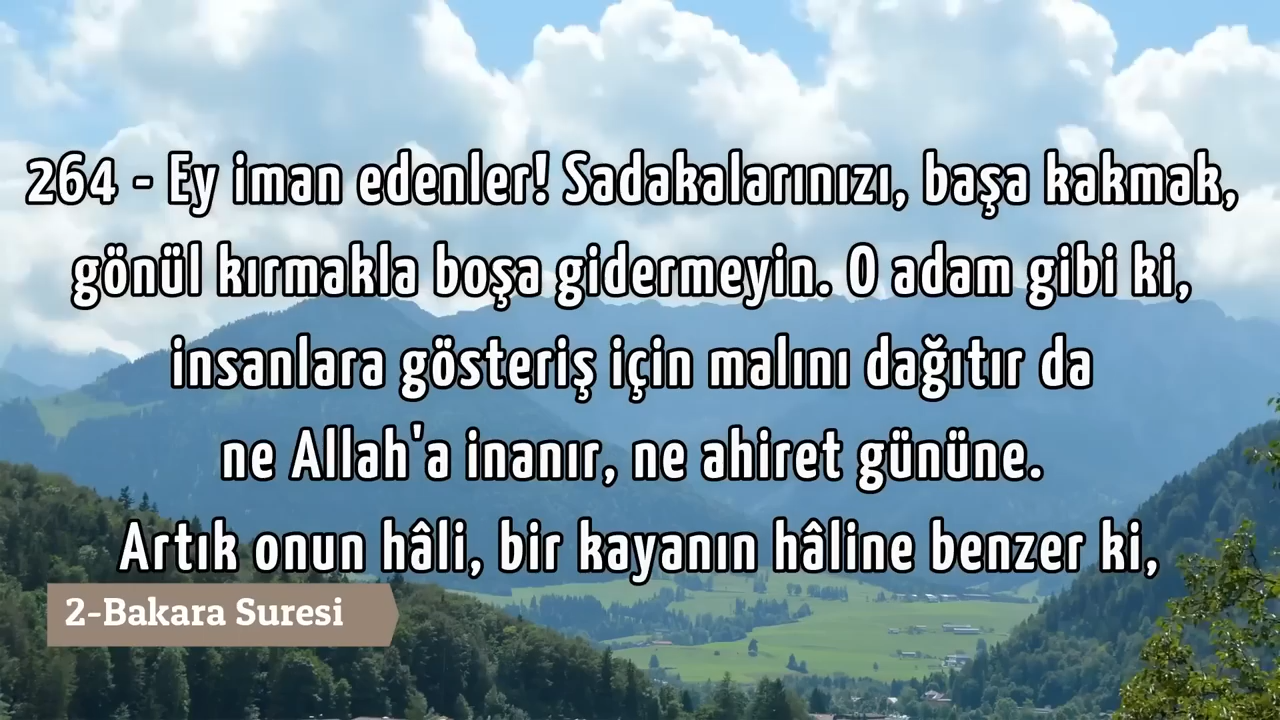 264 - Ey iman edenler! Sadakalarınızı, başa kakmak,
gönül kırmakla boşa gidermeyin. O adam gibi ki,
insanlara gösteriş için malını dağıtır da
ne Allah'a inanır, ne ahiret gününe.
Artık onun hâli, bir kayanın hâline benzer ki,
2-Bakara Suresi